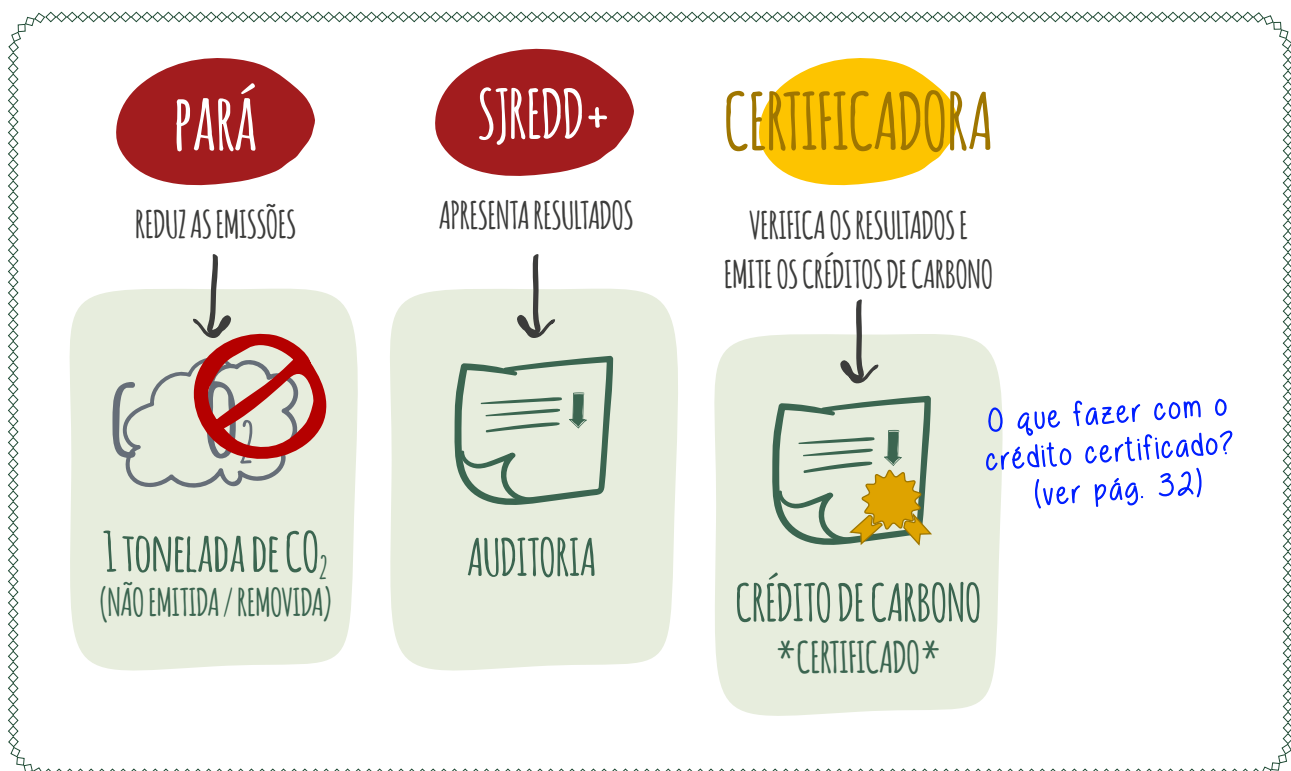 PARÁ
REDUZ AS EMISSÕES
CO2
1 TONELADA DE CO2
(NÃO EMITIDA / REMOVIDA)
SJREDD+
APRESENTA RESULTADOS
AUDITORIA
CERTIFICADORA
VERIFICA OS RESULTADOS E
EMITE OS CRÉDITOS DE CARBONO
CRÉDITO DE CARBONO
*CERTIFICADO*
O que fazer com o
crédito certificado?
(ver pág. 32)